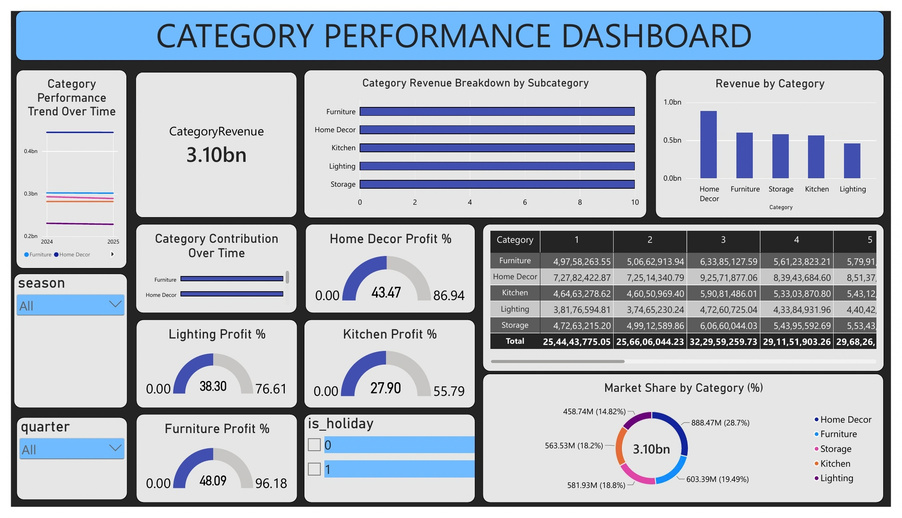 CATEGORY PERFORMANCE DASHBOARD
Category
Performance
Trend Over Time
0.4bn
0.3bn
0.2bn
2024 2025
Furniture Home Decor
CategoryRevenue
3.10bn
Category Revenue Breakdown by Subcategory
Furniture
Home Decor
Kitchen
Lighting
Storage
0 2 4 6 8 10
Revenue by Category
1.0bn
0.5bn
0.0bn
Home
Decor
Furniture Storage Kitchen Lighting
Category
season
All
quarter
All
Category Contribution
Over Time
Furniture
Home Decor
Home Decor Profit %
0.00 43.47 86.94
Lighting Profit %
0.00 38.30 76.61
Kitchen Profit %
0.00 27.90 55.79
Furniture Profit %
0.00 48.09 96.18
is_holiday
0
1
Category 1 2 3 4 5
Furniture 4,97,58,263.55 5,06,62,913.94 6,33,85,127.59 5,61,23,823.21 5,79,91,
Home Decor 7,27,82,422.87 7,25,14,340.79 9,25,71,877.06 8,39,43,684.60 8,51,37,
Kitchen 4,64,63,278.62 4,60,50,969.40 5,90,81,486.01 5,33,03,870.80 5,43,12,
Lighting 3,81,76,594.81 3,74,65,230.24 4,72,60,725.04 4,33,84,931.96 4,40,42,
Storage 4,72,63,215.20 4,99,12,589.86 6,06,60,044.03 5,43,95,592.69 5,53,43,
Total 25,44,43,775.05 25,66,06,044.23 32,29,59,259.73 29,11,51,903.26 29,68,26,
Market Share by Category (%)
458.74M (14.82%)
888.47M (28.7%)
563.53M (18.2%)
3.10bn
581.93M (18.8%)
603.39M (19.49%)
Home Decor
Furniture
Storage
Kitchen
Lighting